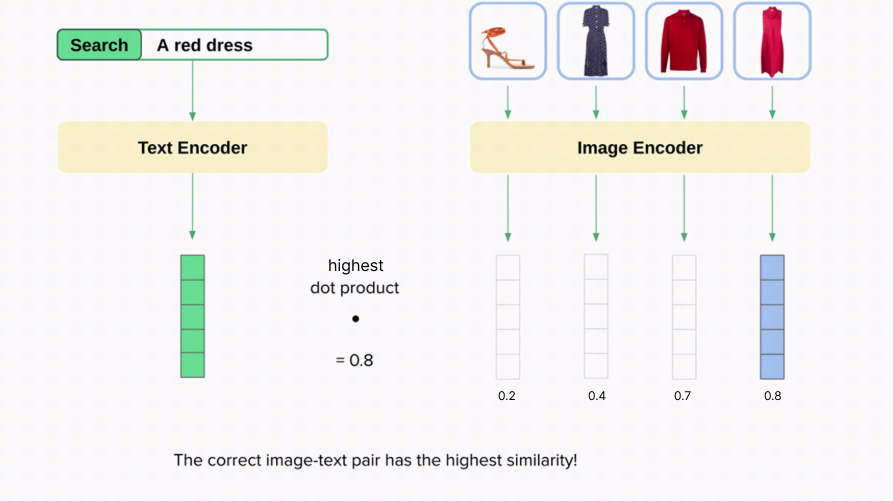 Search A red dress
Text Encoder
Image Encoder
highest
dot product
•
= 0.8
0.2 0.4 0.7 0.8
The correct image-text pair has the highest similarity!